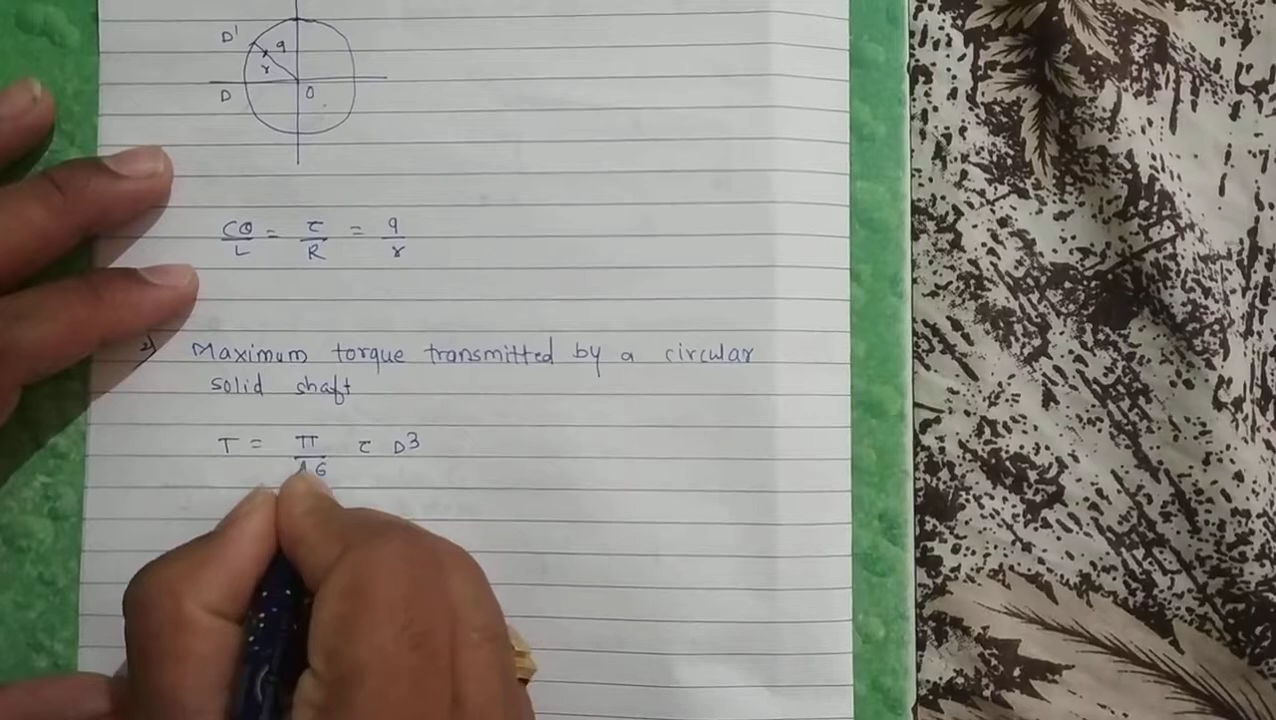 D'
q
r
D
O
Cθ/L = τ/R = q/r
2) Maximum torque transmitted by a circular
solid shaft
T = π/16 τ D³